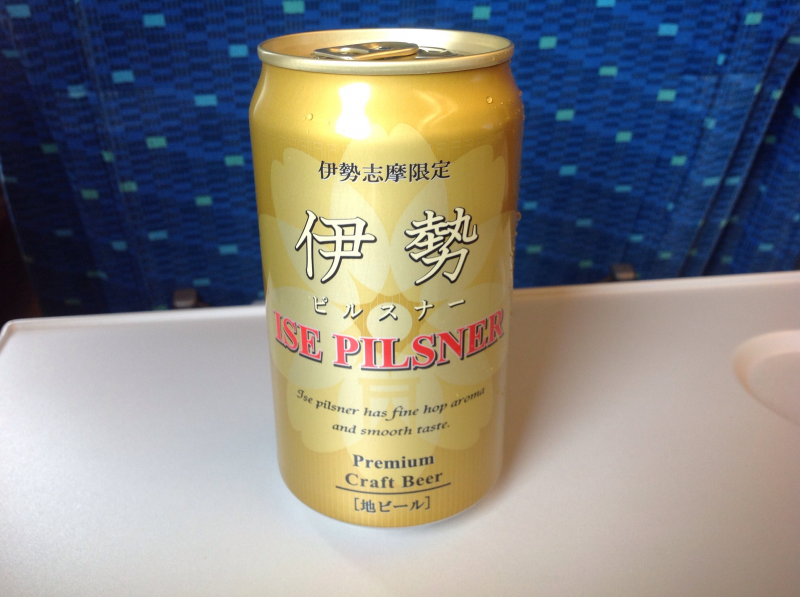 伊勢志摩限定
伊勢
ピルスナー
ISE PILSNER
Ise pilsner has fine hop aroma
and smooth taste.
Premium
Craft Beer
[地ビール]